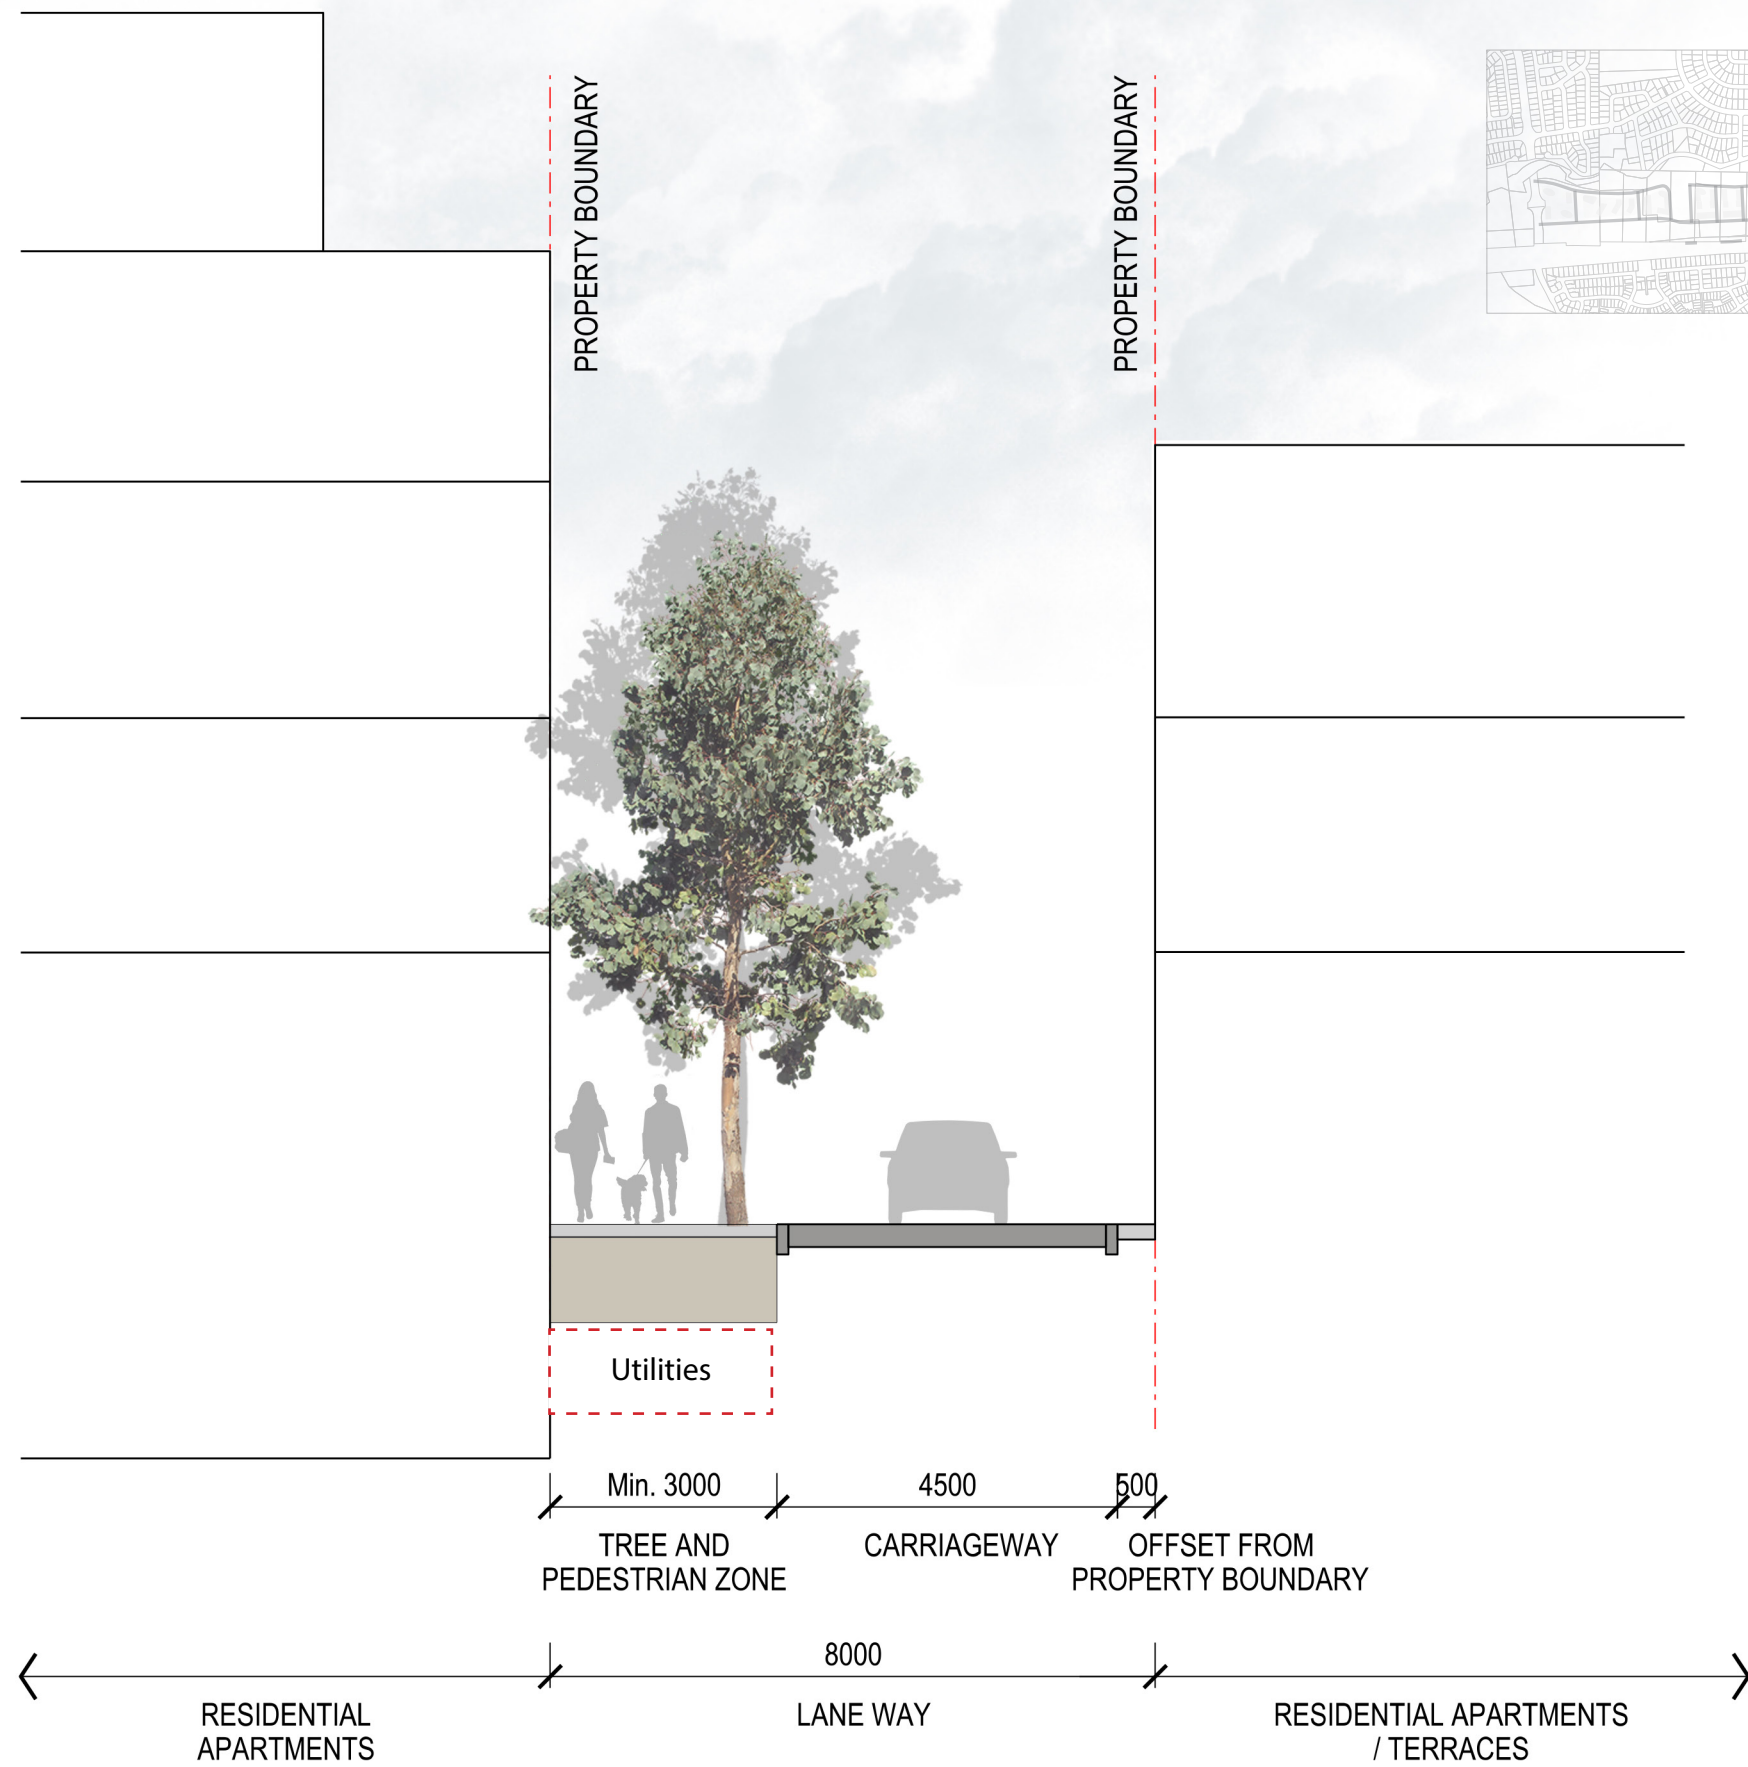 PROPERTY BOUNDARY
PROPERTY BOUNDARY
Utilities
Min. 3000
4500
500
TREE AND
PEDESTRIAN ZONE
CARRIAGEWAY
OFFSET FROM
PROPERTY BOUNDARY
8000
RESIDENTIAL
APARTMENTS
LANE WAY
RESIDENTIAL APARTMENTS
/ TERRACES